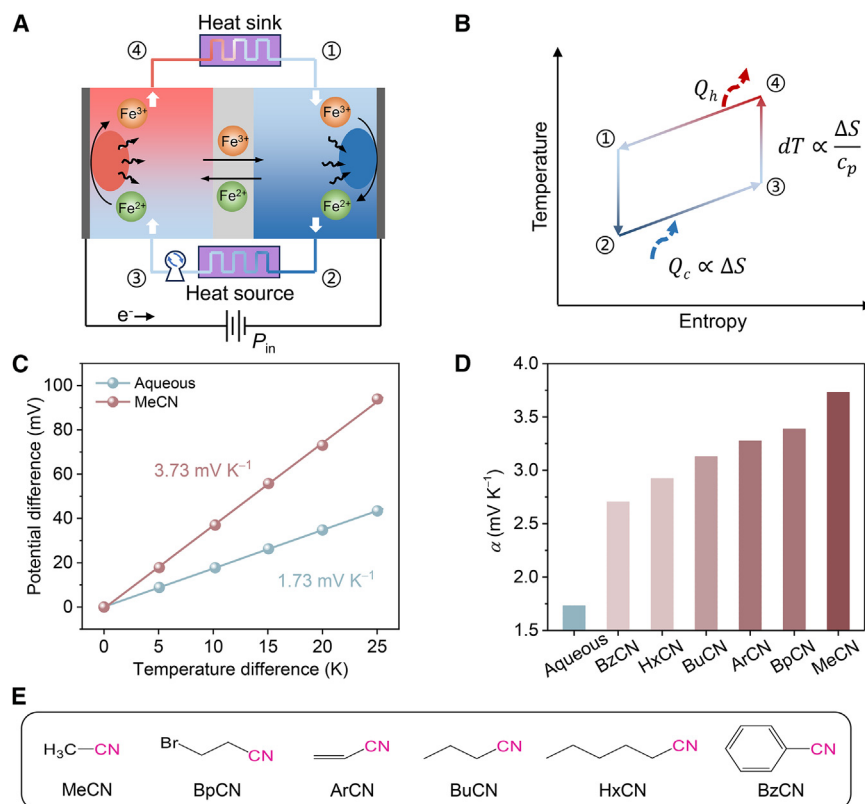 A
Heat sink
④
①
Fe³⁺
Fe³⁺
Fe³⁺
Fe²⁺
Fe²⁺
Fe²⁺
③
②
Heat source
e⁻
P_in
B
Temperature
Q_h
④
①
dT ∝ ΔS/c_p
③
②
Q_c ∝ ΔS
Entropy
C
Aqueous
MeCN
100
80
60
40
20
0
3.73 mV K⁻¹
1.73 mV K⁻¹
Potential difference (mV)
0 5 10 15 20 25
Temperature difference (K)
D
4.0
3.5
3.0
2.5
2.0
1.5
α (mV K⁻¹)
Aqueous BzCN HxCN BuCN ArCN BpCN MeCN
E
H₃C—CN
Br
CN
CN
CN
CN
CN
MeCN BpCN ArCN BuCN HxCN BzCN